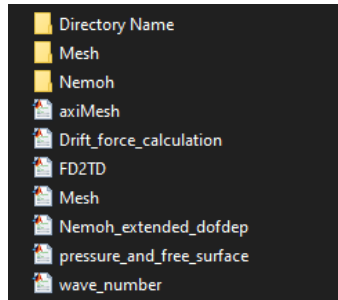 Directory Name
Mesh
Nemoh
axiMesh
Drift_force_calculation
FD2TD
Mesh
Nemoh_extended_dofdep
pressure_and_free_surface
wave_number